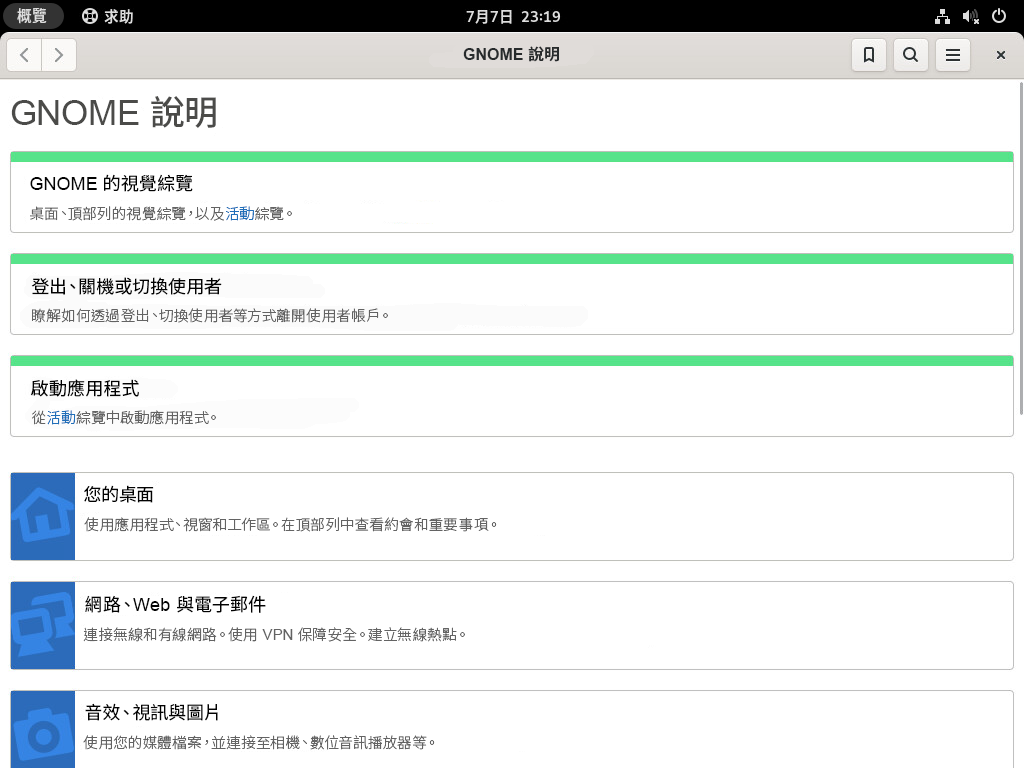 概覽
求助
7月7日 23:19
GNOME 說明
GNOME 說明
GNOME 的視覺綜覽
桌面、頂部列的視覺綜覽，以及活動綜覽。
登出、關機或切換使用者
瞭解如何透過登出、切換使用者等方式離開使用者帳戶。
啟動應用程式
從活動綜覽中啟動應用程式。
您的桌面
使用應用程式、視窗和工作區。在頂部列中查看約會和重要事項。
網路、Web 與電子郵件
連接無線和有線網路。使用 VPN 保障安全。建立無線熱點。
音效、視訊與圖片
使用您的媒體檔案，並連接至相機、數位音訊播放器等。